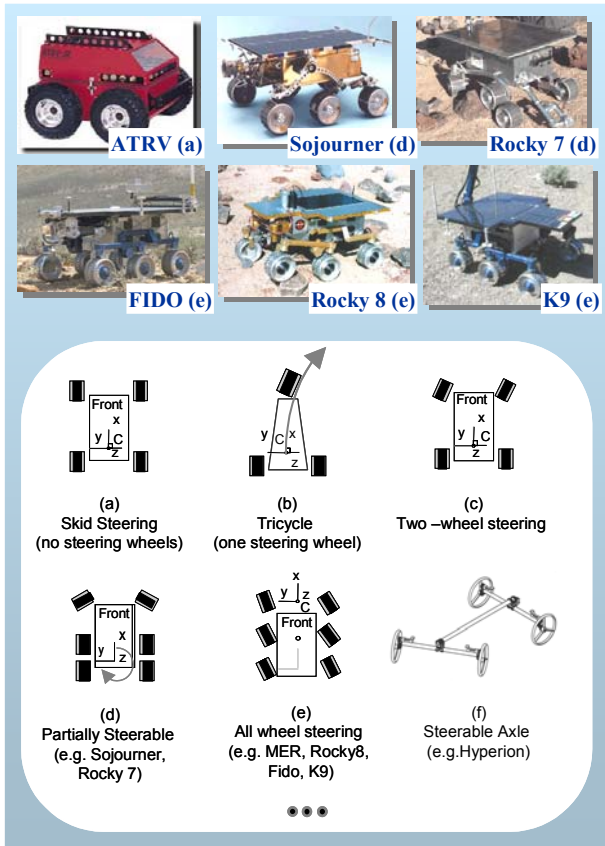 ATRV (a)
Sojourner (d)
Rocky 7 (d)
FIDO (e)
Rocky 8 (e)
K9 (e)
Front
x
y
C
z
(a)
Skid Steering
(no steering wheels)
y
C
x
z
(b)
Tricycle
(one steering wheel)
Front
x
y
C
z
(c)
Two –wheel steering
Front
x
y
z
(d)
Partially Steerable
(e.g. Sojourner,
Rocky 7)
x
y
z
C
Front
(e)
All wheel steering
(e.g. MER, Rocky8,
Fido, K9)
(f)
Steerable Axle
(e.g.Hyperion)